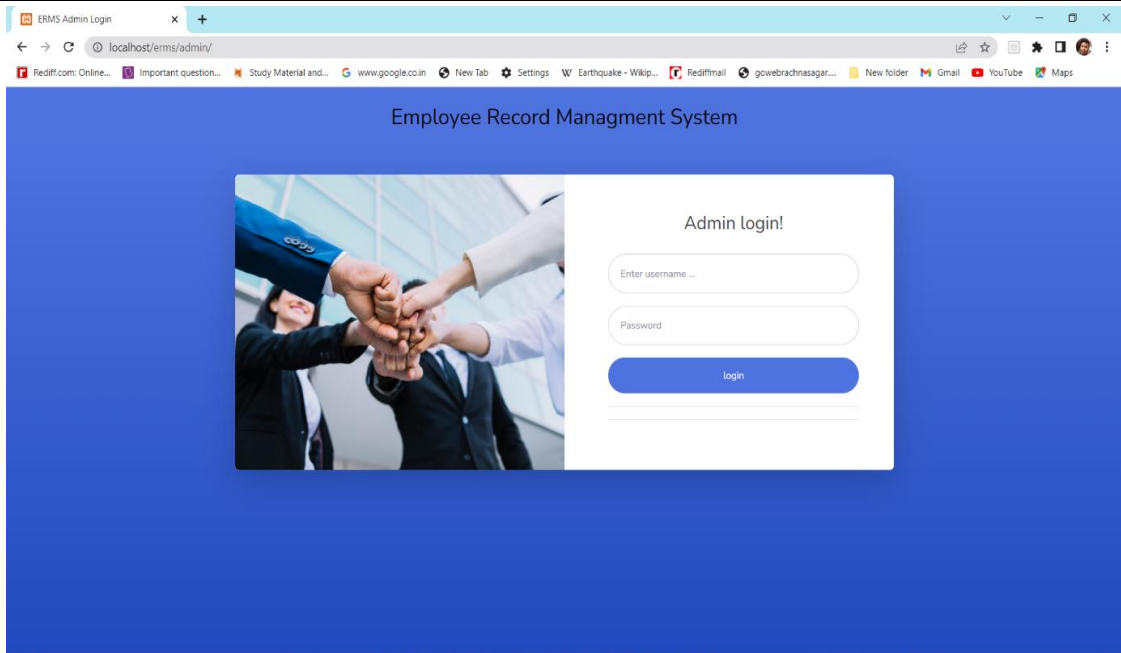 ERMS Admin Login
localhost/erms/admin/
Rediff.com: Online... Important question... Study Material and... www.google.co.in New Tab Settings Earthquake - Wikip... Rediffmail gowebrachnasagar.... New folder Gmail YouTube Maps
Employee Record Managment System
Admin login!
Enter username ...
Password
login